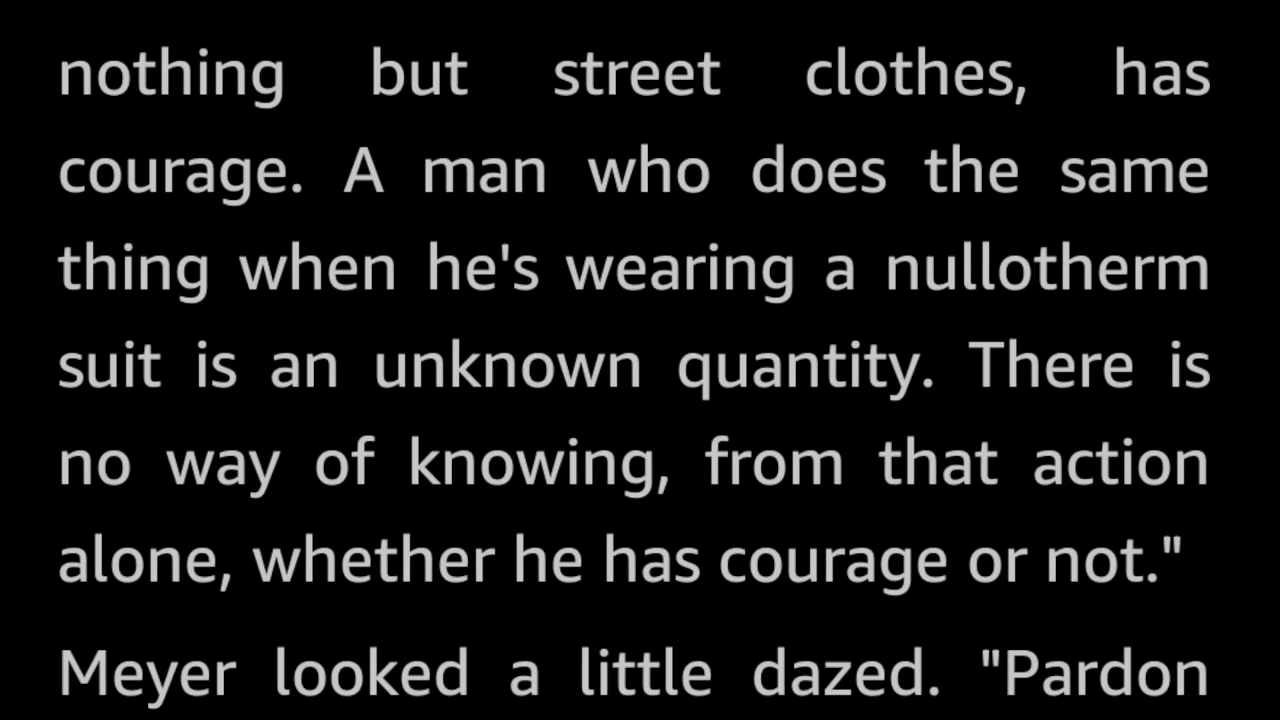 nothing but street clothes, has
courage. A man who does the same
thing when he's wearing a nullotherm
suit is an unknown quantity. There is
no way of knowing, from that action
alone, whether he has courage or not."
Meyer looked a little dazed. "Pardon